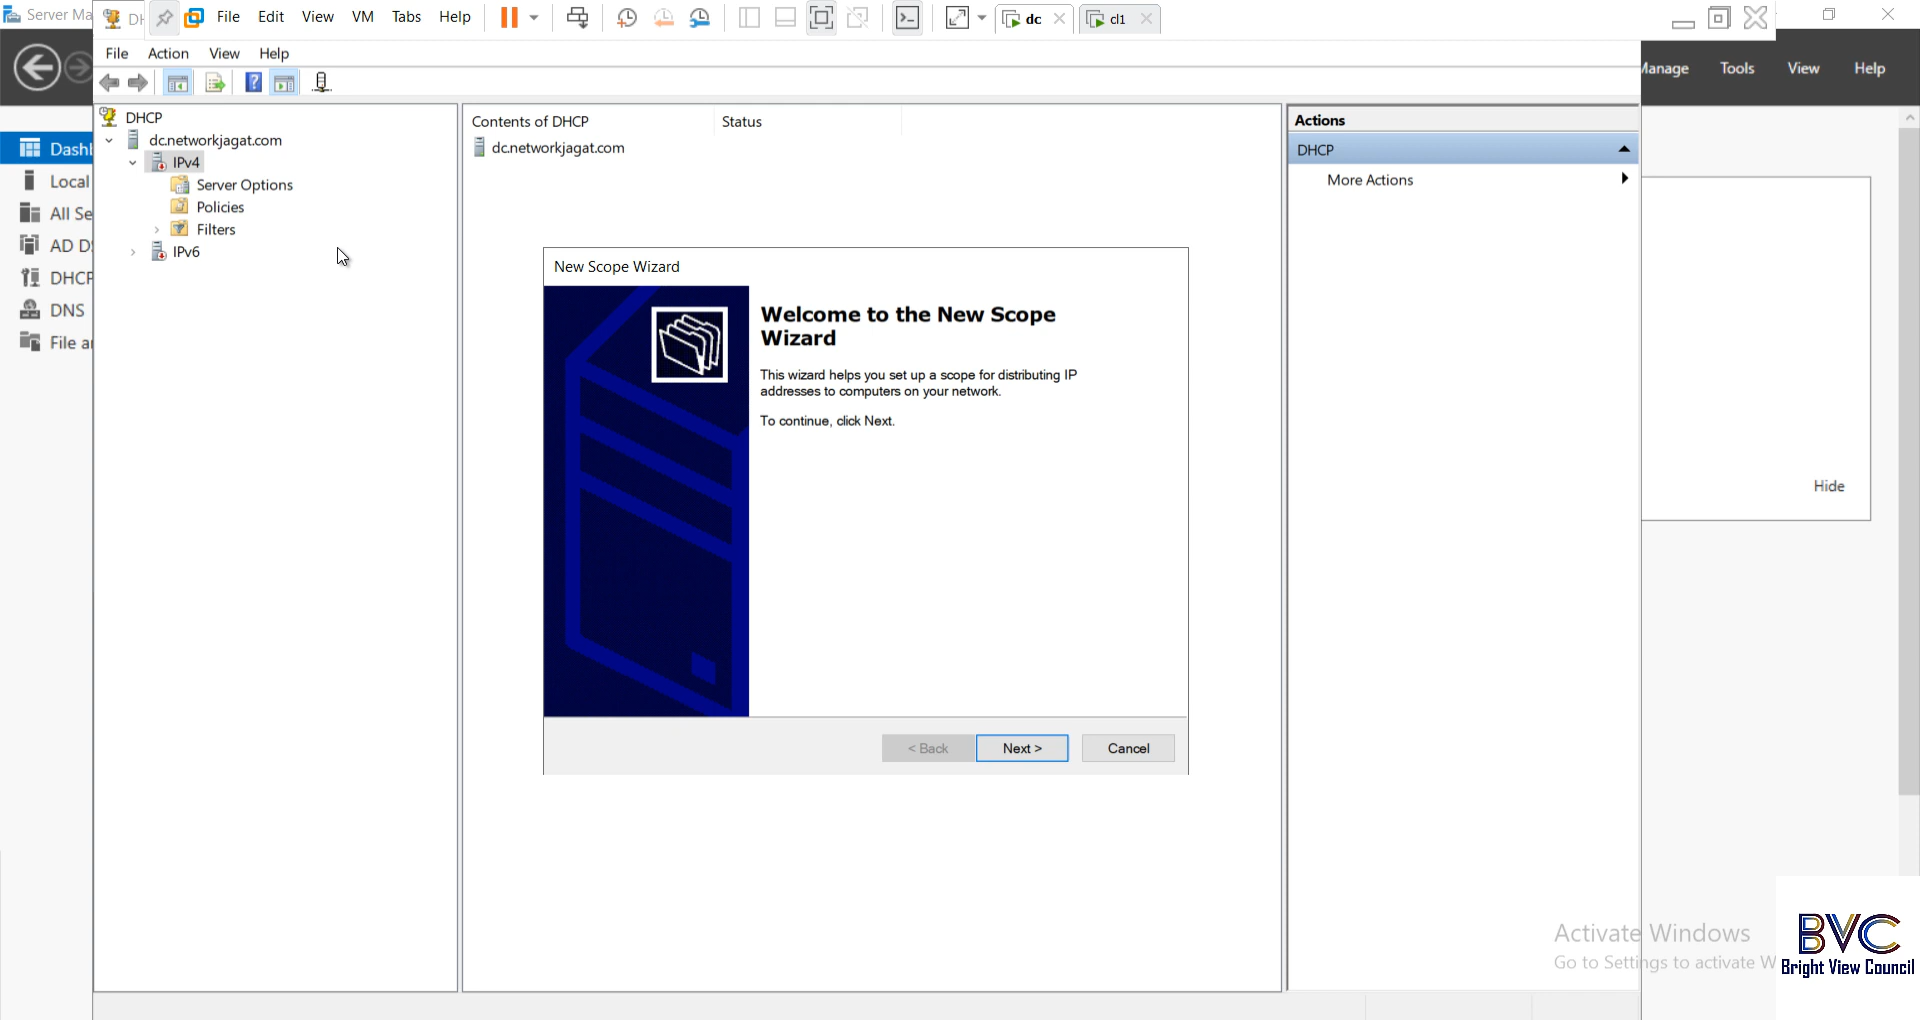 Server Ma
File Edit View VM Tabs Help
dc
cl1
File Action View Help
Manage Tools View Help
DHCP
dc.networkjagat.com
IPv4
Server Options
Policies
Filters
IPv6
Dashb
Local
All Se
AD DS
DHCP
DNS
File an
Contents of DHCP Status
dc.networkjagat.com
Actions
DHCP
More Actions
New Scope Wizard
Welcome to the New Scope
Wizard
This wizard helps you set up a scope for distributing IP
addresses to computers on your network.
To continue, click Next.
< Back Next > Cancel
Hide
Activate Windows
Go to Settings to activate W
BVC
Bright View Council